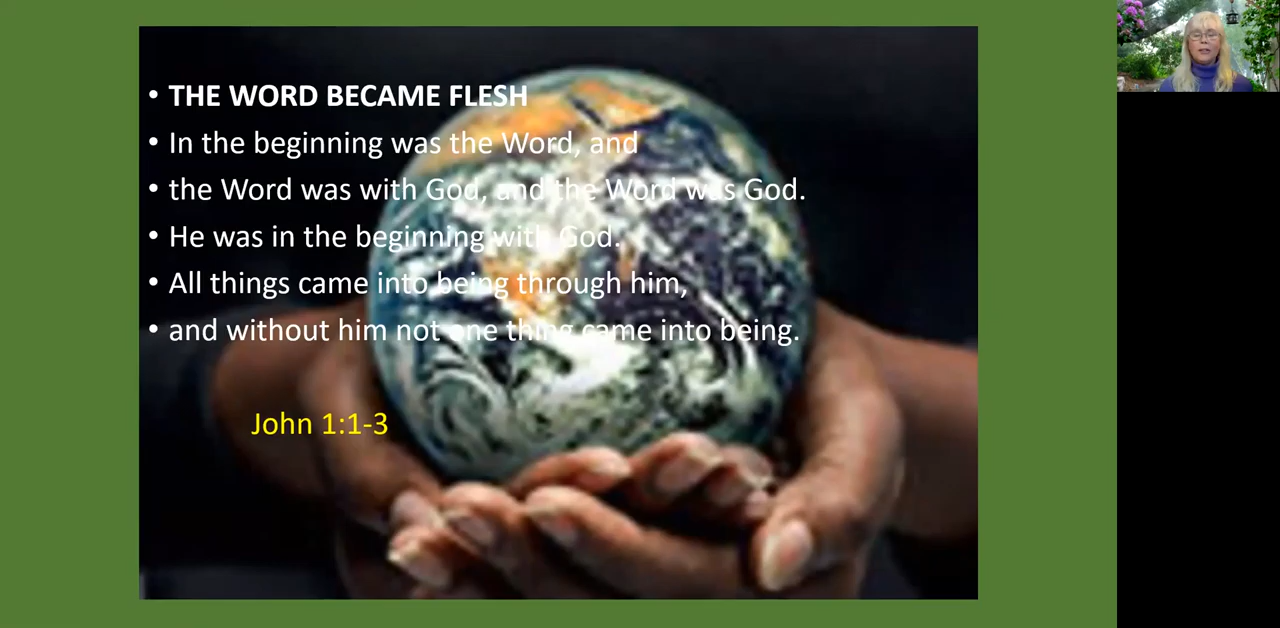 • THE WORD BECAME FLESH
• In the beginning was the Word, and
• the Word was with God, and the Word was God.
• He was in the beginning with God.
• All things came into being through him,
• and without him not one thing came into being.
John 1:1-3